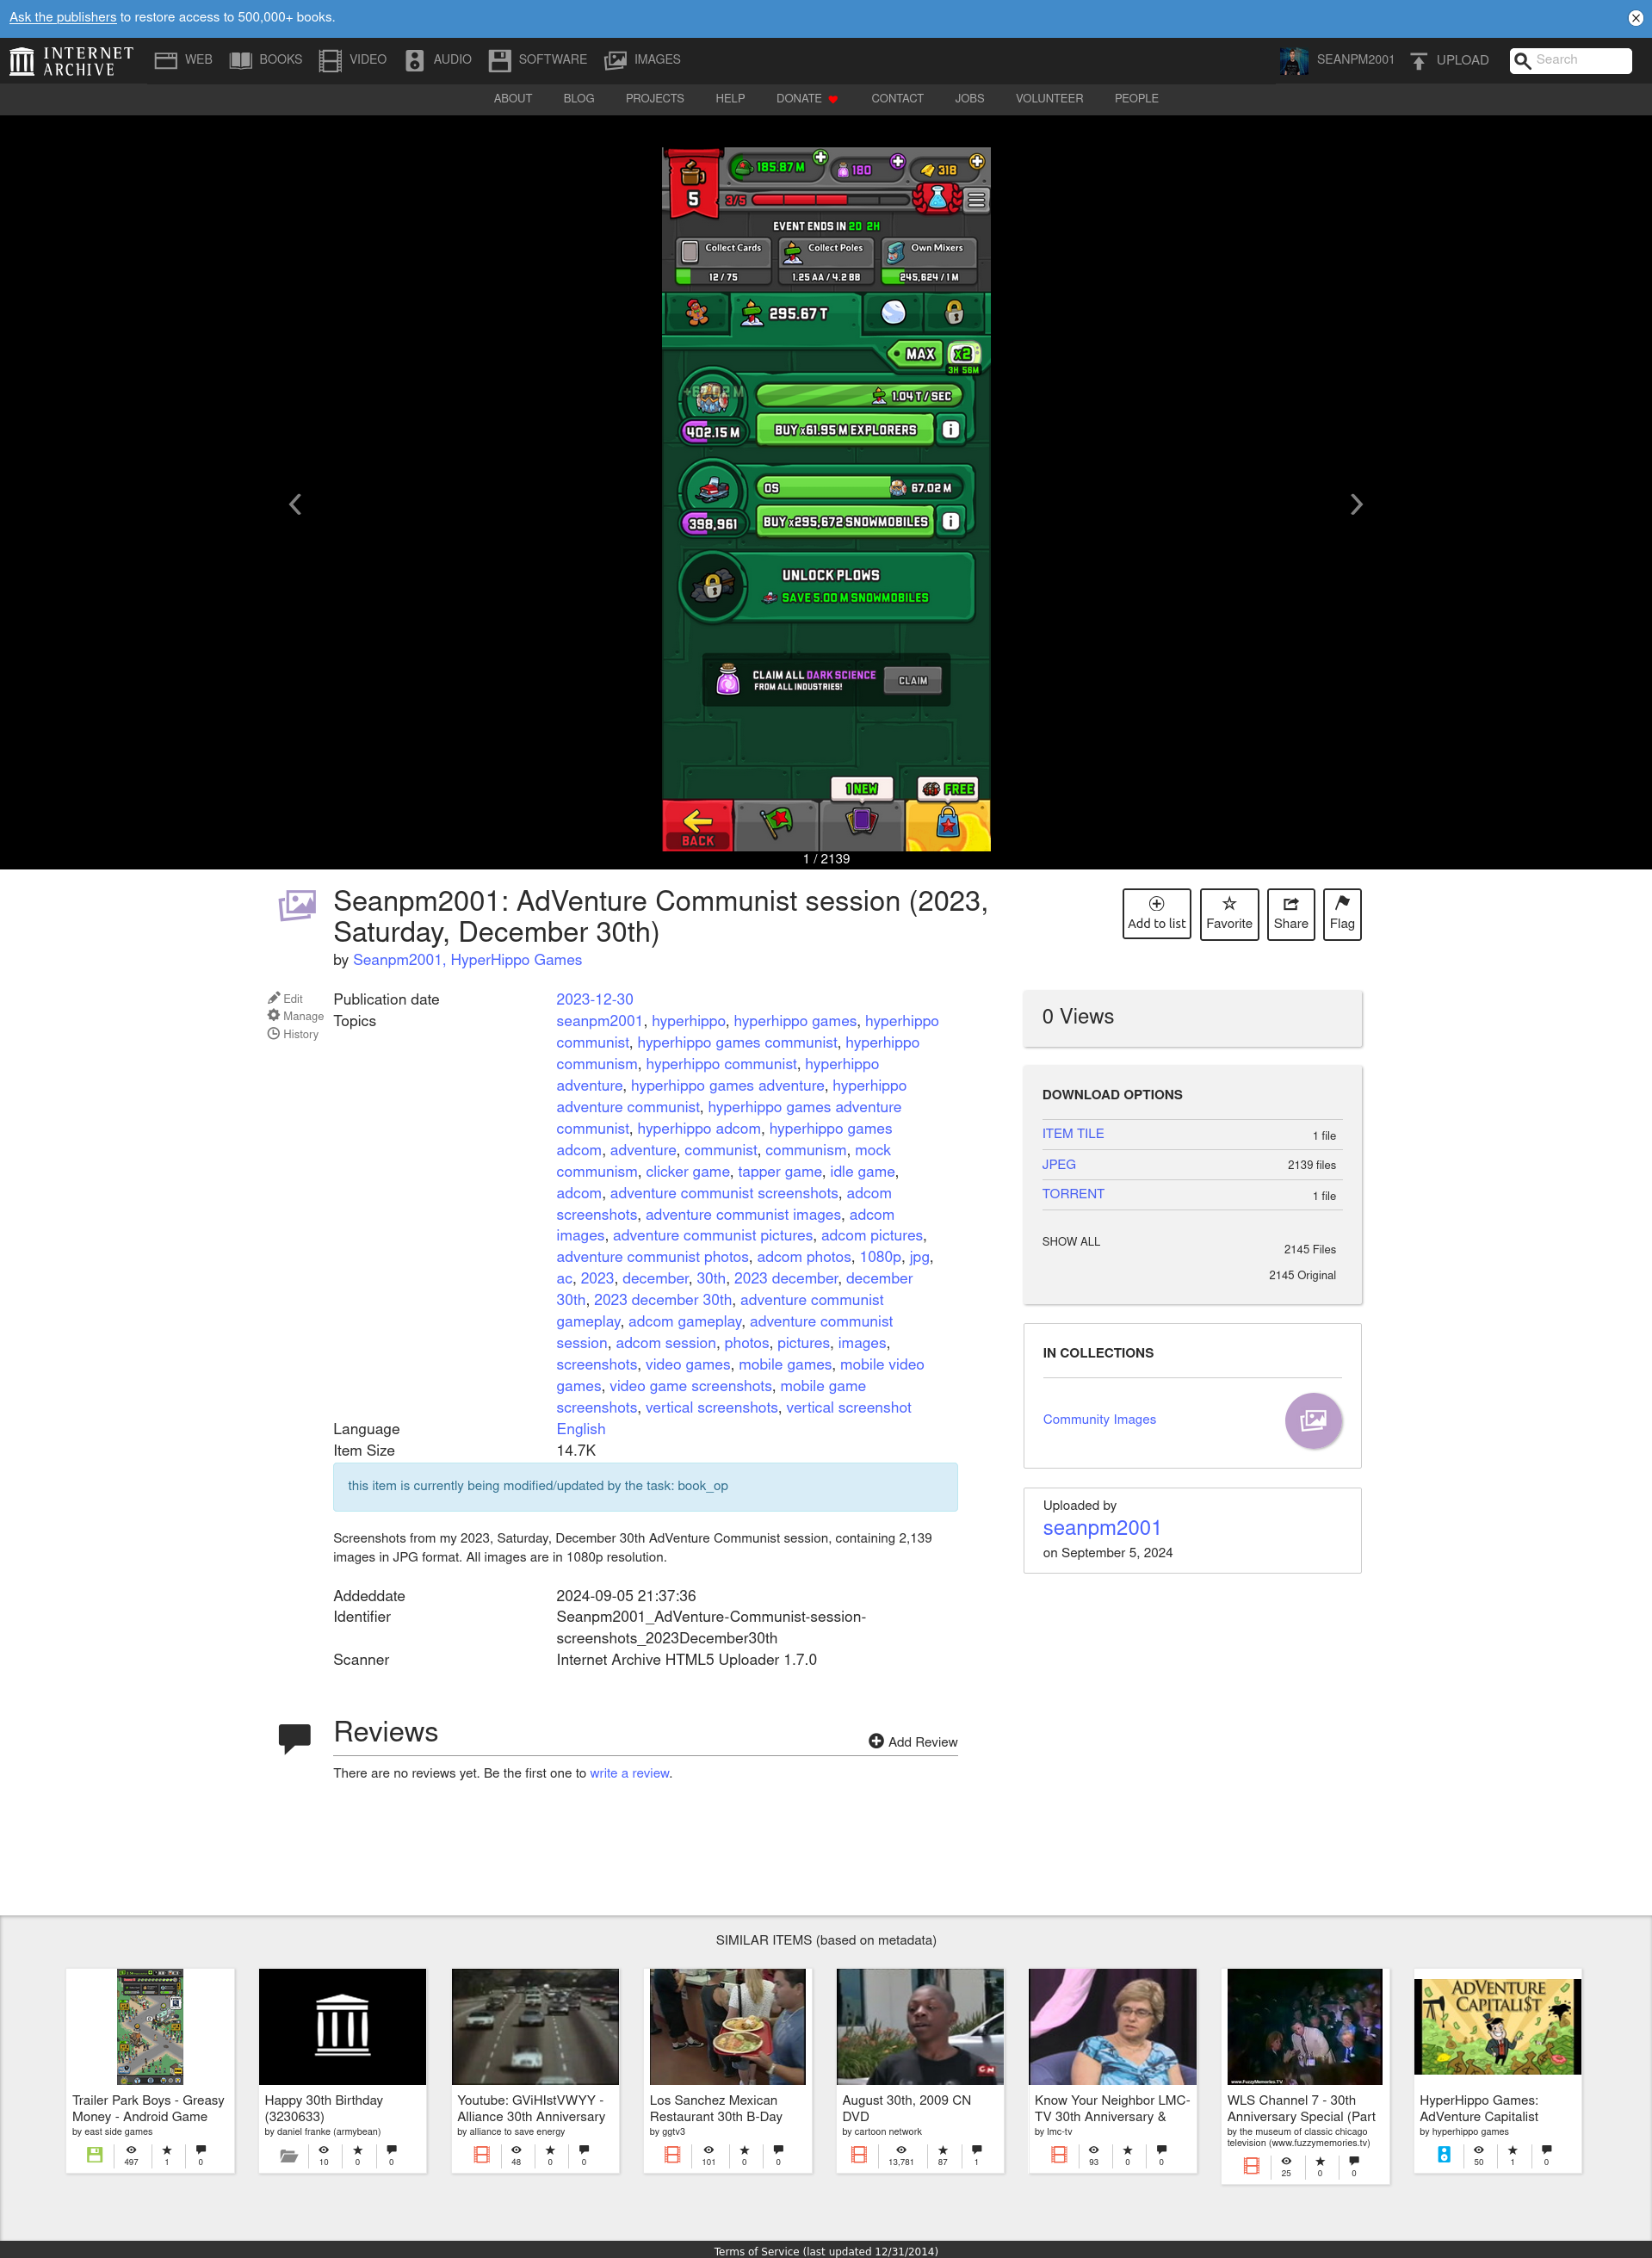 Ask the publishers to restore access to 500,000+ books.
INTERNET ARCHIVE
WEB BOOKS VIDEO AUDIO SOFTWARE IMAGES SEANPM2001 UPLOAD Search
ABOUT BLOG PROJECTS HELP DONATE CONTACT JOBS VOLUNTEER PEOPLE
185.87 M 180 318
5 3/5
EVENT ENDS IN 2D 2H
Collect Cards Collect Poles Own Mixers
12 / 75 1.25 AA / 4.2 BB 245,624 / 1 M
295.67 T
MAX x2
3H 56M
1.04 T / SEC
402.15 M BUY x61.95 M EXPLORERS
0S 67.02 M
398,961 BUY x295,672 SNOWMOBILES
UNLOCK PLOWS
SAVE 5.00 M SNOWMOBILES
CLAIM ALL DARK SCIENCE
FROM ALL INDUSTRIES!
CLAIM
1 NEW FREE
BACK
1 / 2139
Seanpm2001: AdVenture Communist session (2023,
Saturday, December 30th)
by Seanpm2001, HyperHippo Games
Add to list Favorite Share Flag
Edit
Manage
History
Publication date 2023-12-30
Topics seanpm2001, hyperhippo, hyperhippo games, hyperhippo
communist, hyperhippo games communist, hyperhippo
communism, hyperhippo communist, hyperhippo
adventure, hyperhippo games adventure, hyperhippo
adventure communist, hyperhippo games adventure
communist, hyperhippo adcom, hyperhippo games
adcom, adventure, communist, communism, mock
communism, clicker game, tapper game, idle game,
adcom, adventure communist screenshots, adcom
screenshots, adventure communist images, adcom
images, adventure communist pictures, adcom pictures,
adventure communist photos, adcom photos, 1080p, jpg,
ac, 2023, december, 30th, 2023 december, december
30th, 2023 december 30th, adventure communist
gameplay, adcom gameplay, adventure communist
session, adcom session, photos, pictures, images,
screenshots, video games, mobile games, mobile video
games, video game screenshots, mobile game
screenshots, vertical screenshots, vertical screenshot
Language English
Item Size 14.7K
this item is currently being modified/updated by the task: book_op
Screenshots from my 2023, Saturday, December 30th AdVenture Communist session, containing 2,139
images in JPG format. All images are in 1080p resolution.
Addeddate 2024-09-05 21:37:36
Identifier Seanpm2001_AdVenture-Communist-session-
screenshots_2023December30th
Scanner Internet Archive HTML5 Uploader 1.7.0
0 Views
DOWNLOAD OPTIONS
ITEM TILE 1 file
JPEG 2139 files
TORRENT 1 file
SHOW ALL 2145 Files
2145 Original
IN COLLECTIONS
Community Images
Uploaded by
seanpm2001
on September 5, 2024
Reviews
Add Review
There are no reviews yet. Be the first one to write a review.
SIMILAR ITEMS (based on metadata)
Trailer Park Boys - Greasy
Money - Android Game
by east side games
497 1 0
Happy 30th Birthday
(3230633)
by daniel franke (armybean)
10 0 0
Youtube: GViHIstVWYY -
Alliance 30th Anniversary
by alliance to save energy
48 0 0
Los Sanchez Mexican
Restaurant 30th B-Day
by ggtv3
101 0 0
CN
August 30th, 2009 CN
DVD
by cartoon network
13,781 87 1
Know Your Neighbor LMC-
TV 30th Anniversary &
by lmc-tv
93 0 0
www.FuzzyMemories.TV
WLS Channel 7 - 30th
Anniversary Special (Part
by the museum of classic chicago
television (www.fuzzymemories.tv)
25 0 0
ADVENTURE
CAPITALI$T
HyperHippo Games:
AdVenture Capitalist
by hyperhippo games
50 1 0
Terms of Service (last updated 12/31/2014)